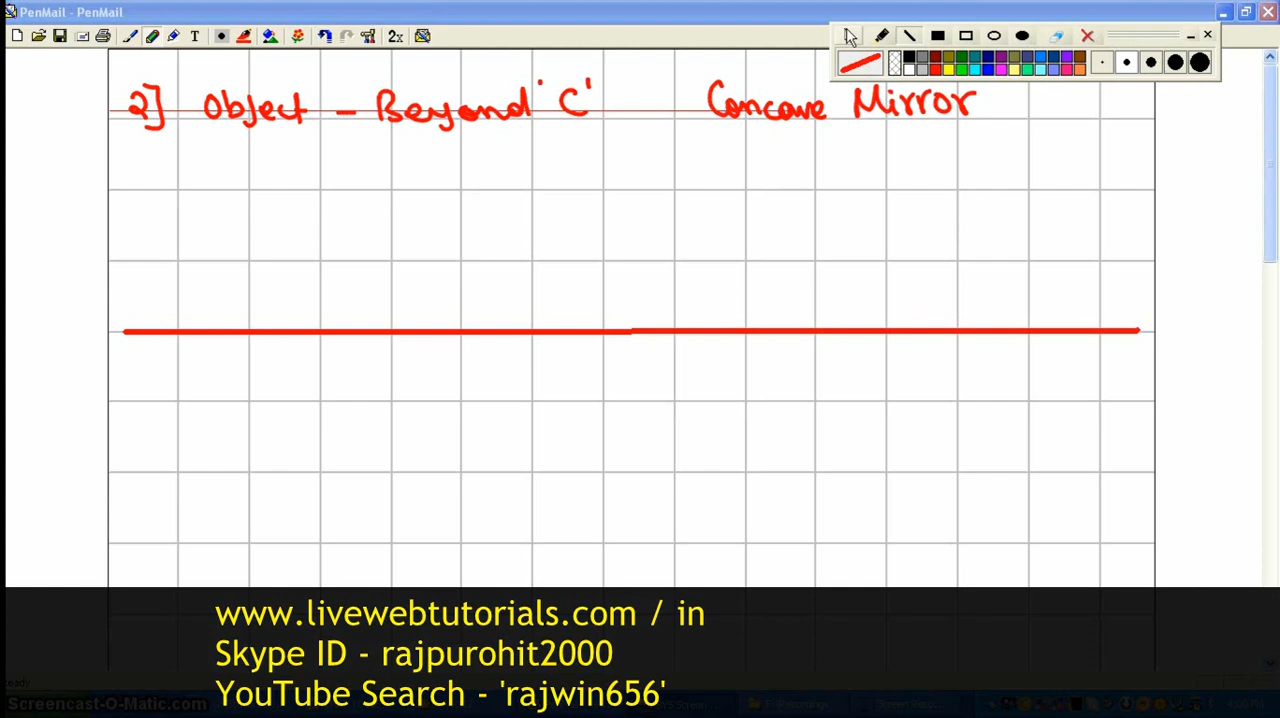 PenMail - PenMail
T 2x
2] Object - Beyond 'C' Concave Mirror
www.livewebtutorials.com / in
Skype ID - rajpurohit2000
YouTube Search - 'rajwin656'
Screencast-O-Matic.com